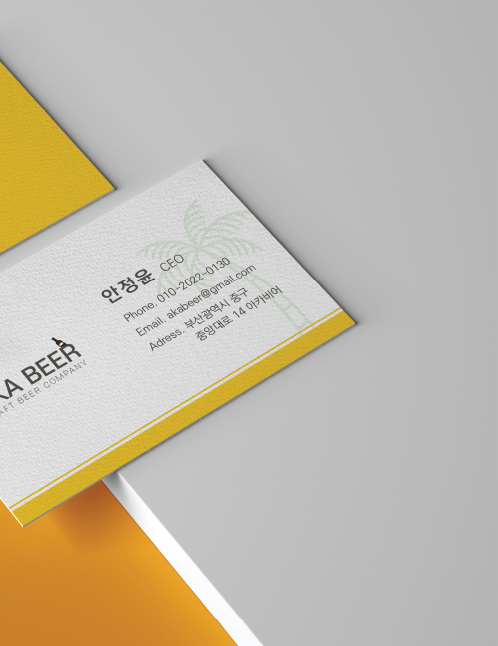 안정윤 CEO
Phone. 010-2022-0130
Email. akabeer@gmail.com
Adress. 부산광역시 중구
중앙대로 14 아카비어
KA BEER
AFT BEER COMPANY